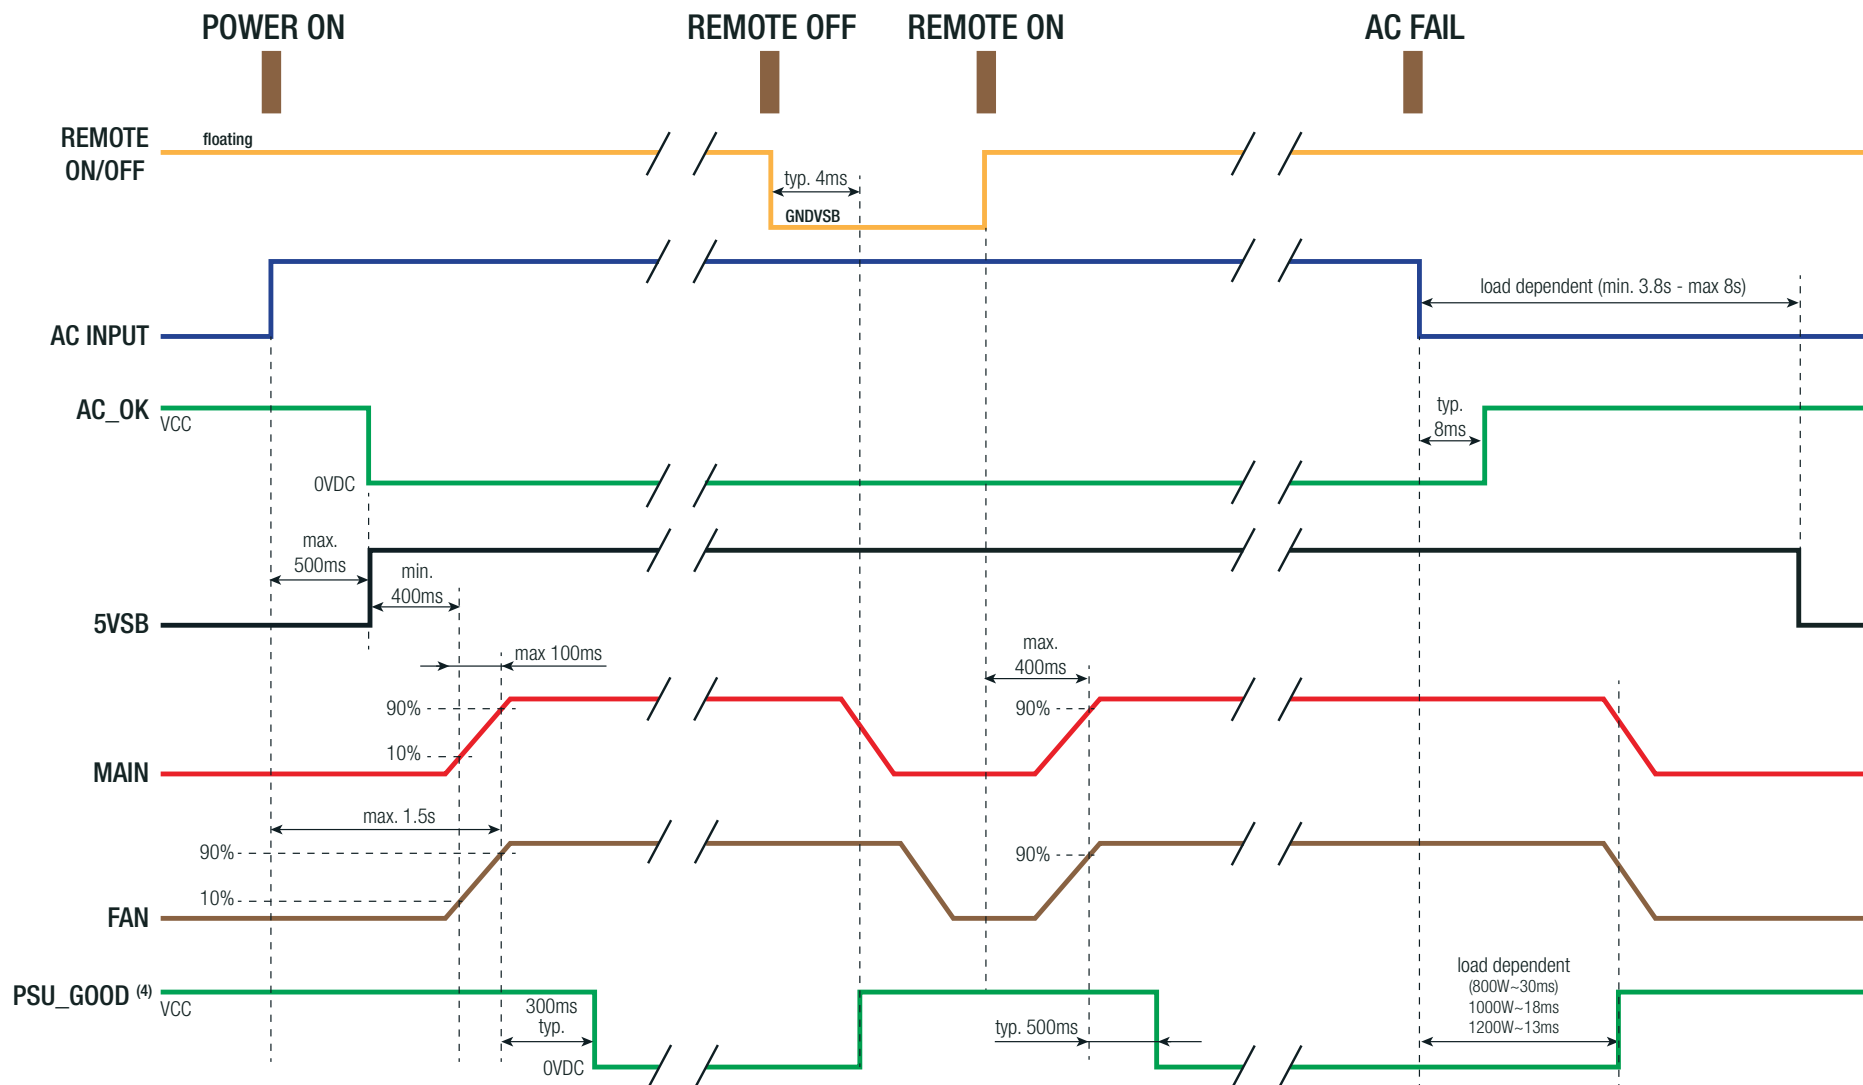 POWER ON
REMOTE OFF
REMOTE ON
AC FAIL
REMOTE
ON/OFF
floating
typ. 4ms
GNDVSB
AC INPUT
load dependent (min. 3.8s - max 8s)
AC_OK
VCC
0VDC
typ.
8ms
5VSB
max.
500ms
min.
400ms
max 100ms
max.
400ms
MAIN
90%
10%
90%
max. 1.5s
FAN
90%
10%
90%
PSU_GOOD (4)
VCC
300ms
typ.
0VDC
typ. 500ms
load dependent
(800W~30ms)
1000W~18ms
1200W~13ms